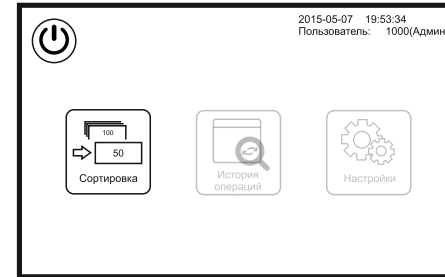 2015-05-07 19:53:34
Пользователь: 1000(Админ
100
50
Сортировка
История
операций
Настройки